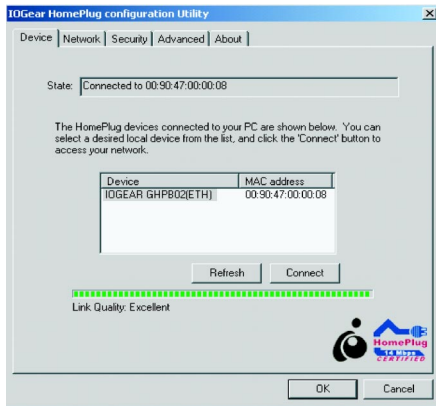 IOGear HomePlug configuration Utility
Device Network Security Advanced About
State: Connected to 00:90:47:00:00:08
The HomePlug devices connected to your PC are shown below. You can
select a desired local device from the list, and click the 'Connect' button to
access your network.
Device MAC address
IOGEAR GHPB02(ETH) 00:90:47:00:00:08
Refresh Connect
Link Quality: Excellent
HomePlug
14 Mbps
CERTIFIED
OK Cancel